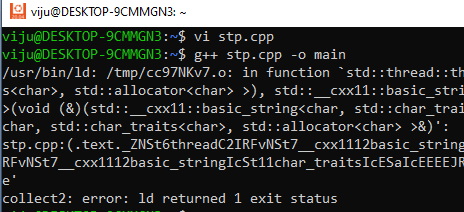 viju@DESKTOP-9CMMGN3: ~
viju@DESKTOP-9CMMGN3:~$ vi stp.cpp
viju@DESKTOP-9CMMGN3:~$ g++ stp.cpp -o main
/usr/bin/ld: /tmp/cc97NKv7.o: in function `std::thread::th
s<char>, std::allocator<char> >), std::__cxx11::basic_stri
>(void (&)(std::__cxx11::basic_string<char, std::char_trai
char, std::char_traits<char>, std::allocator<char> >&)':
stp.cpp:(.text._ZNSt6threadC2IRFvNSt7__cxx1112basic_string
RFvNSt7__cxx1112basic_stringIcSt11char_traitsIcESaIcEEEEJR
e'
collect2: error: ld returned 1 exit status